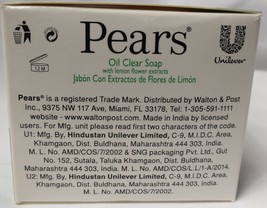 Pears®
Unilever
12 M
Oil Clear Soap
with lemon flower extracts
Jabón Con Extractos de Flores de Limón
Pears® is a registered Trade Mark. Distributed by Walton & Post
Inc., 9375 NW 117 Ave, Miami, FL 33178, Tel: 1-305-591-1111
website - www.waltonpost.com. Made in India.
For Mfg. unit please read first two characters of the code.
U1: Mfg. By, Hindustan Unilever Limited, C-9, M.I.D.C. Area,
Khamgaon, Dist. Buldhana, Maharashtra 444 303, India.
M. L. No. AMD/COS/7/2002 & SNG packaging Pvt. Ltd., Gut
No. 152, Sutala, Taluka Khamgaon, Dist. Buldhana,
Maharashtra 444 303, India. M. L. No. AMD/COS/L.L/1-A/2014.
U2: Mfg. By, Hindustan Unilever Limited, C-9, M.I.D.C. Area,
Khamgaon, Dist. Buldhana, Maharashtra 444 303, India.
M. L. No. AMD/COS/7/2002 Made in India